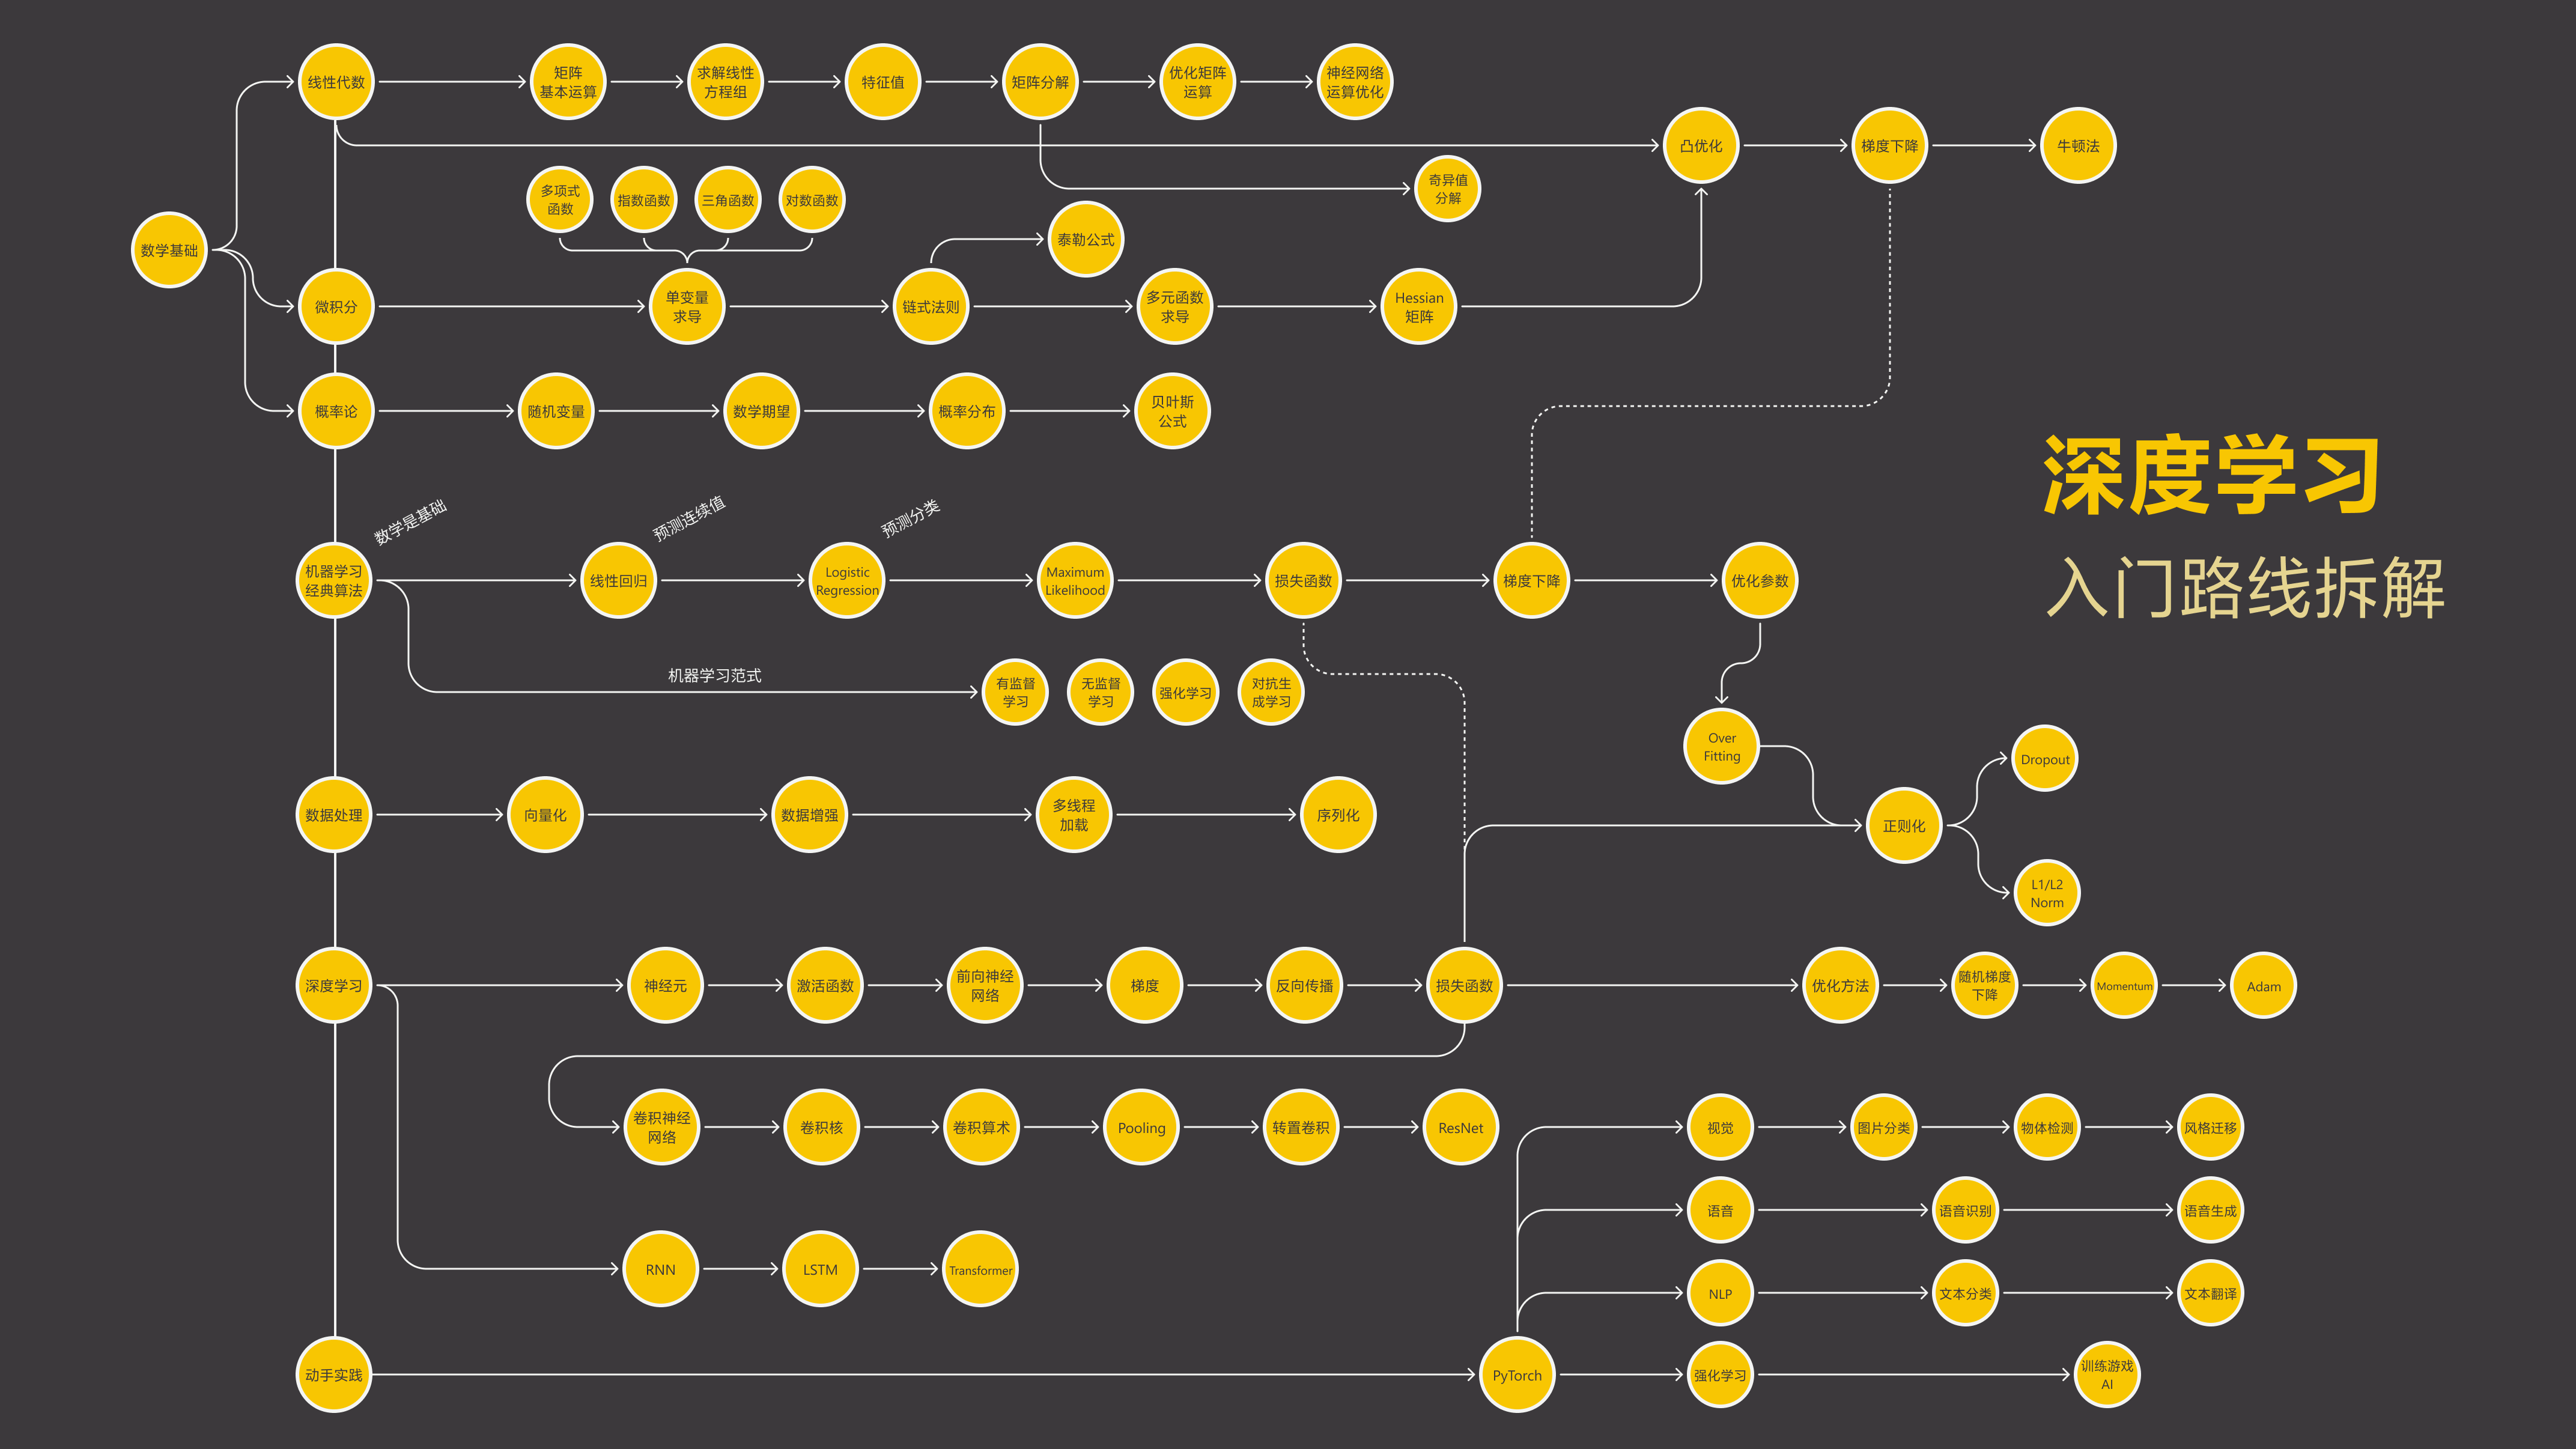 线性代数
矩阵
基本运算
求解线性
方程组
特征值
矩阵分解
优化矩阵
运算
神经网络
运算优化
凸优化
梯度下降
牛顿法
奇异值
分解
多项式
函数
指数函数
三角函数
对数函数
泰勒公式
数学基础
微积分
单变量
求导
链式法则
多元函数
求导
Hessian
矩阵
概率论
随机变量
数学期望
概率分布
贝叶斯
公式
深度学习
入门路线拆解
数学是基础
预测连续值
预测分类
机器学习
经典算法
线性回归
Logistic
Regression
Maximum
Likelihood
损失函数
梯度下降
优化参数
机器学习范式
有监督
学习
无监督
学习
强化学习
对抗生
成学习
Over
Fitting
Dropout
正则化
L1/L2
Norm
数据处理
向量化
数据增强
多线程
加载
序列化
深度学习
神经元
激活函数
前向神经
网络
梯度
反向传播
损失函数
优化方法
随机梯度
下降
Momentum
Adam
卷积神经
网络
卷积核
卷积算术
Pooling
转置卷积
ResNet
视觉
图片分类
物体检测
风格迁移
语音
语音识别
语音生成
RNN
LSTM
Transformer
NLP
文本分类
文本翻译
动手实践
PyTorch
强化学习
训练游戏
AI